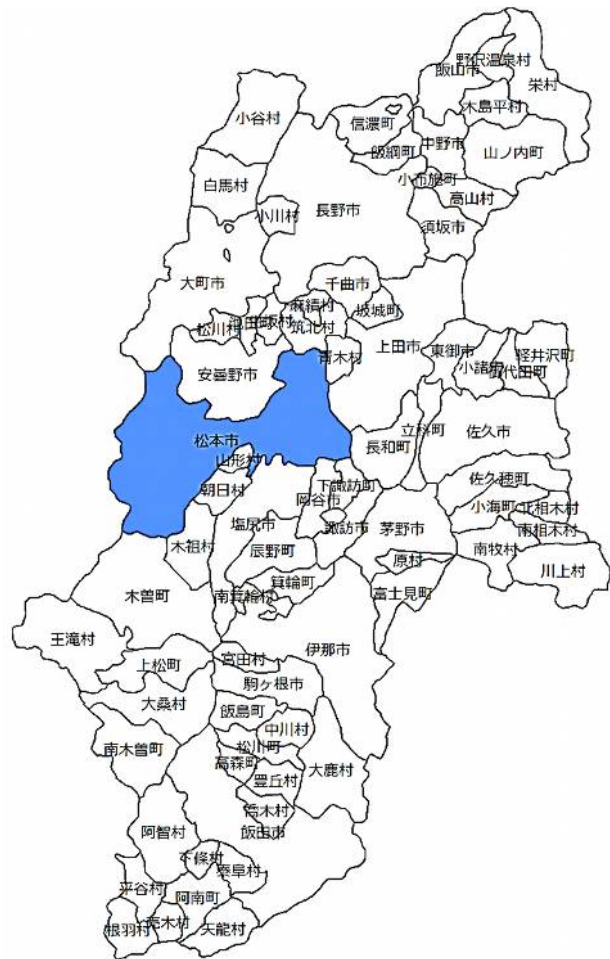 野沢温泉村
飯山市
栄村
木島平村
小谷村
信濃町
中野市
飯綱町
山ノ内町
白馬村
小布施町
高山村
小川村
長野市
須坂市
大町市
千曲市
麻績村
坂城町
松川村
池田町
生坂村
筑北村
青木村
上田市
東御市
軽井沢町
小諸市
御代田町
安曇野市
立科町
佐久市
松本市
長和町
山形村
朝日村
下諏訪町
岡谷市
佐久穂町
小海町
北相木村
塩尻市
諏訪市
茅野市
南相木村
木祖村
辰野町
原村
南牧村
川上村
箕輪町
富士見町
木曽町
南箕輪村
王滝村
伊那市
上松町
宮田村
駒ヶ根市
大桑村
飯島町
中川村
南木曽町
松川町
高森町
大鹿村
豊丘村
喬木村
阿智村
飯田市
下條村
泰阜村
平谷村
阿南町
根羽村
売木村
天龍村